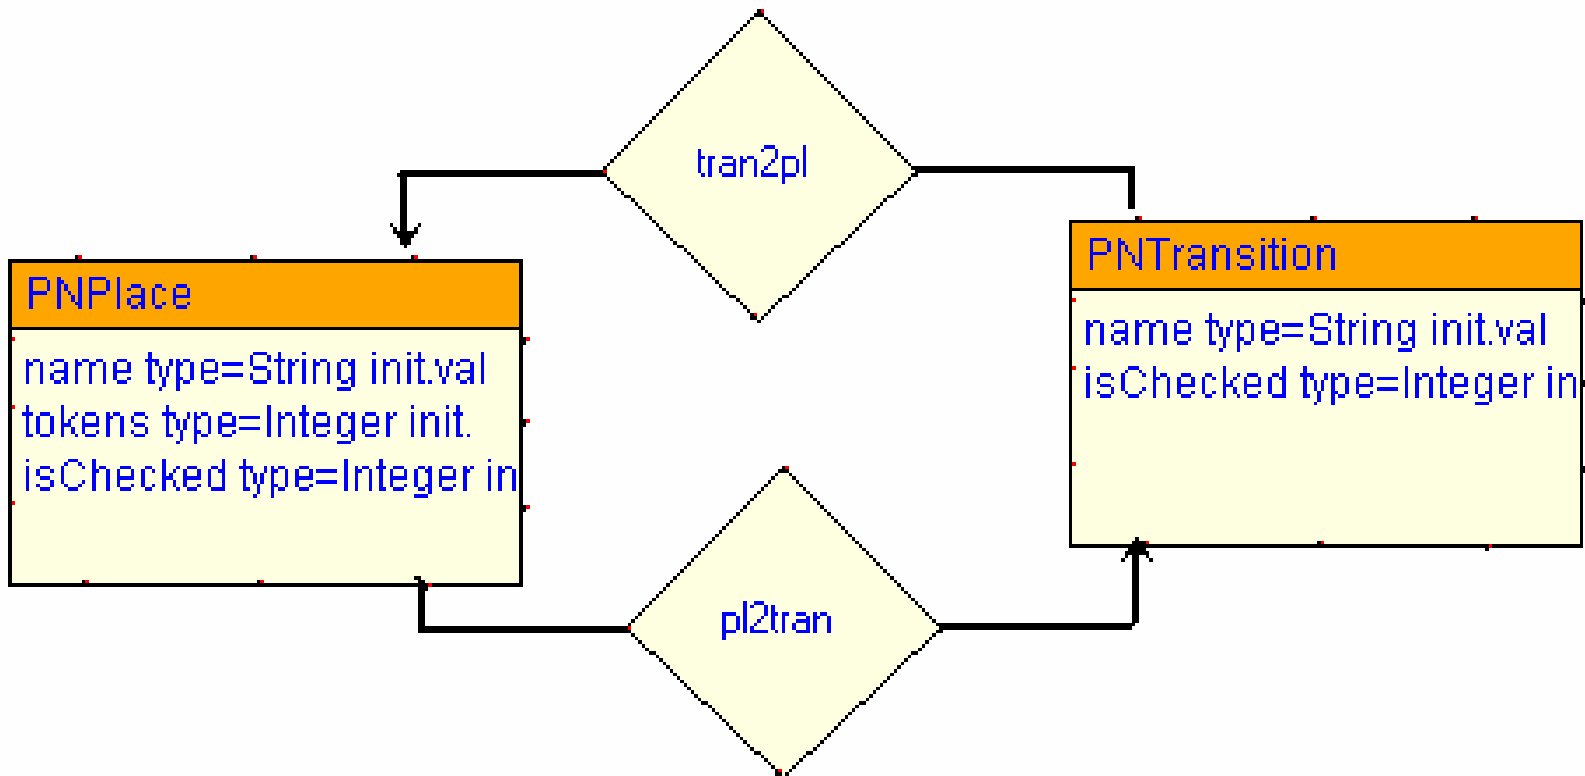 tran2pl
PNPlace
name type=String init.val
tokens type=Integer init.
isChecked type=Integer in
PNTransition
name type=String init.val
isChecked type=Integer in
pl2tran